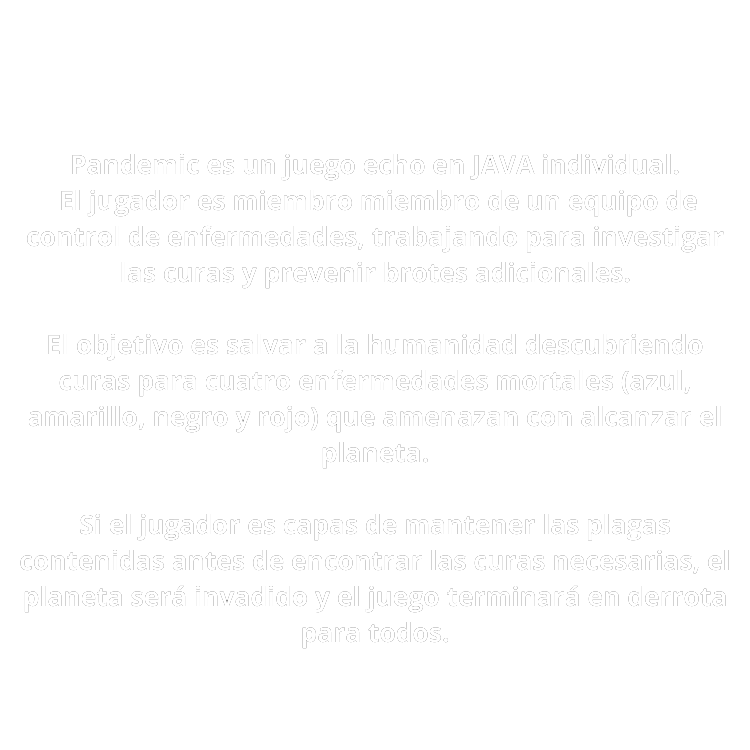 Pandemic es un juego echo en JAVA individual.
El jugador es miembro miembro de un equipo de
control de enfermedades, trabajando para investigar
las curas y prevenir brotes adicionales.
El objetivo es salvar a la humanidad descubriendo
curas para cuatro enfermedades mortales (azul,
amarillo, negro y rojo) que amenazan con alcanzar el
planeta.
Si el jugador es capas de mantener las plagas
contenidas antes de encontrar las curas necesarias, el
planeta será invadido y el juego terminará en derrota
para todos.